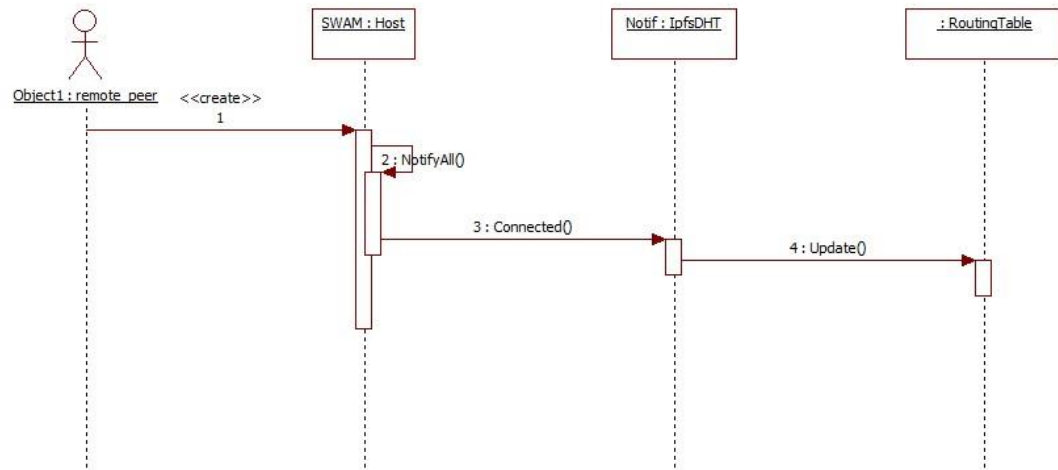 SWAM : Host
Notif : IpfsDHT
: RoutingTable
Object1 : remote_peer
<<create>>
1
2 : NotifyAll()
3 : Connected()
4 : Update()